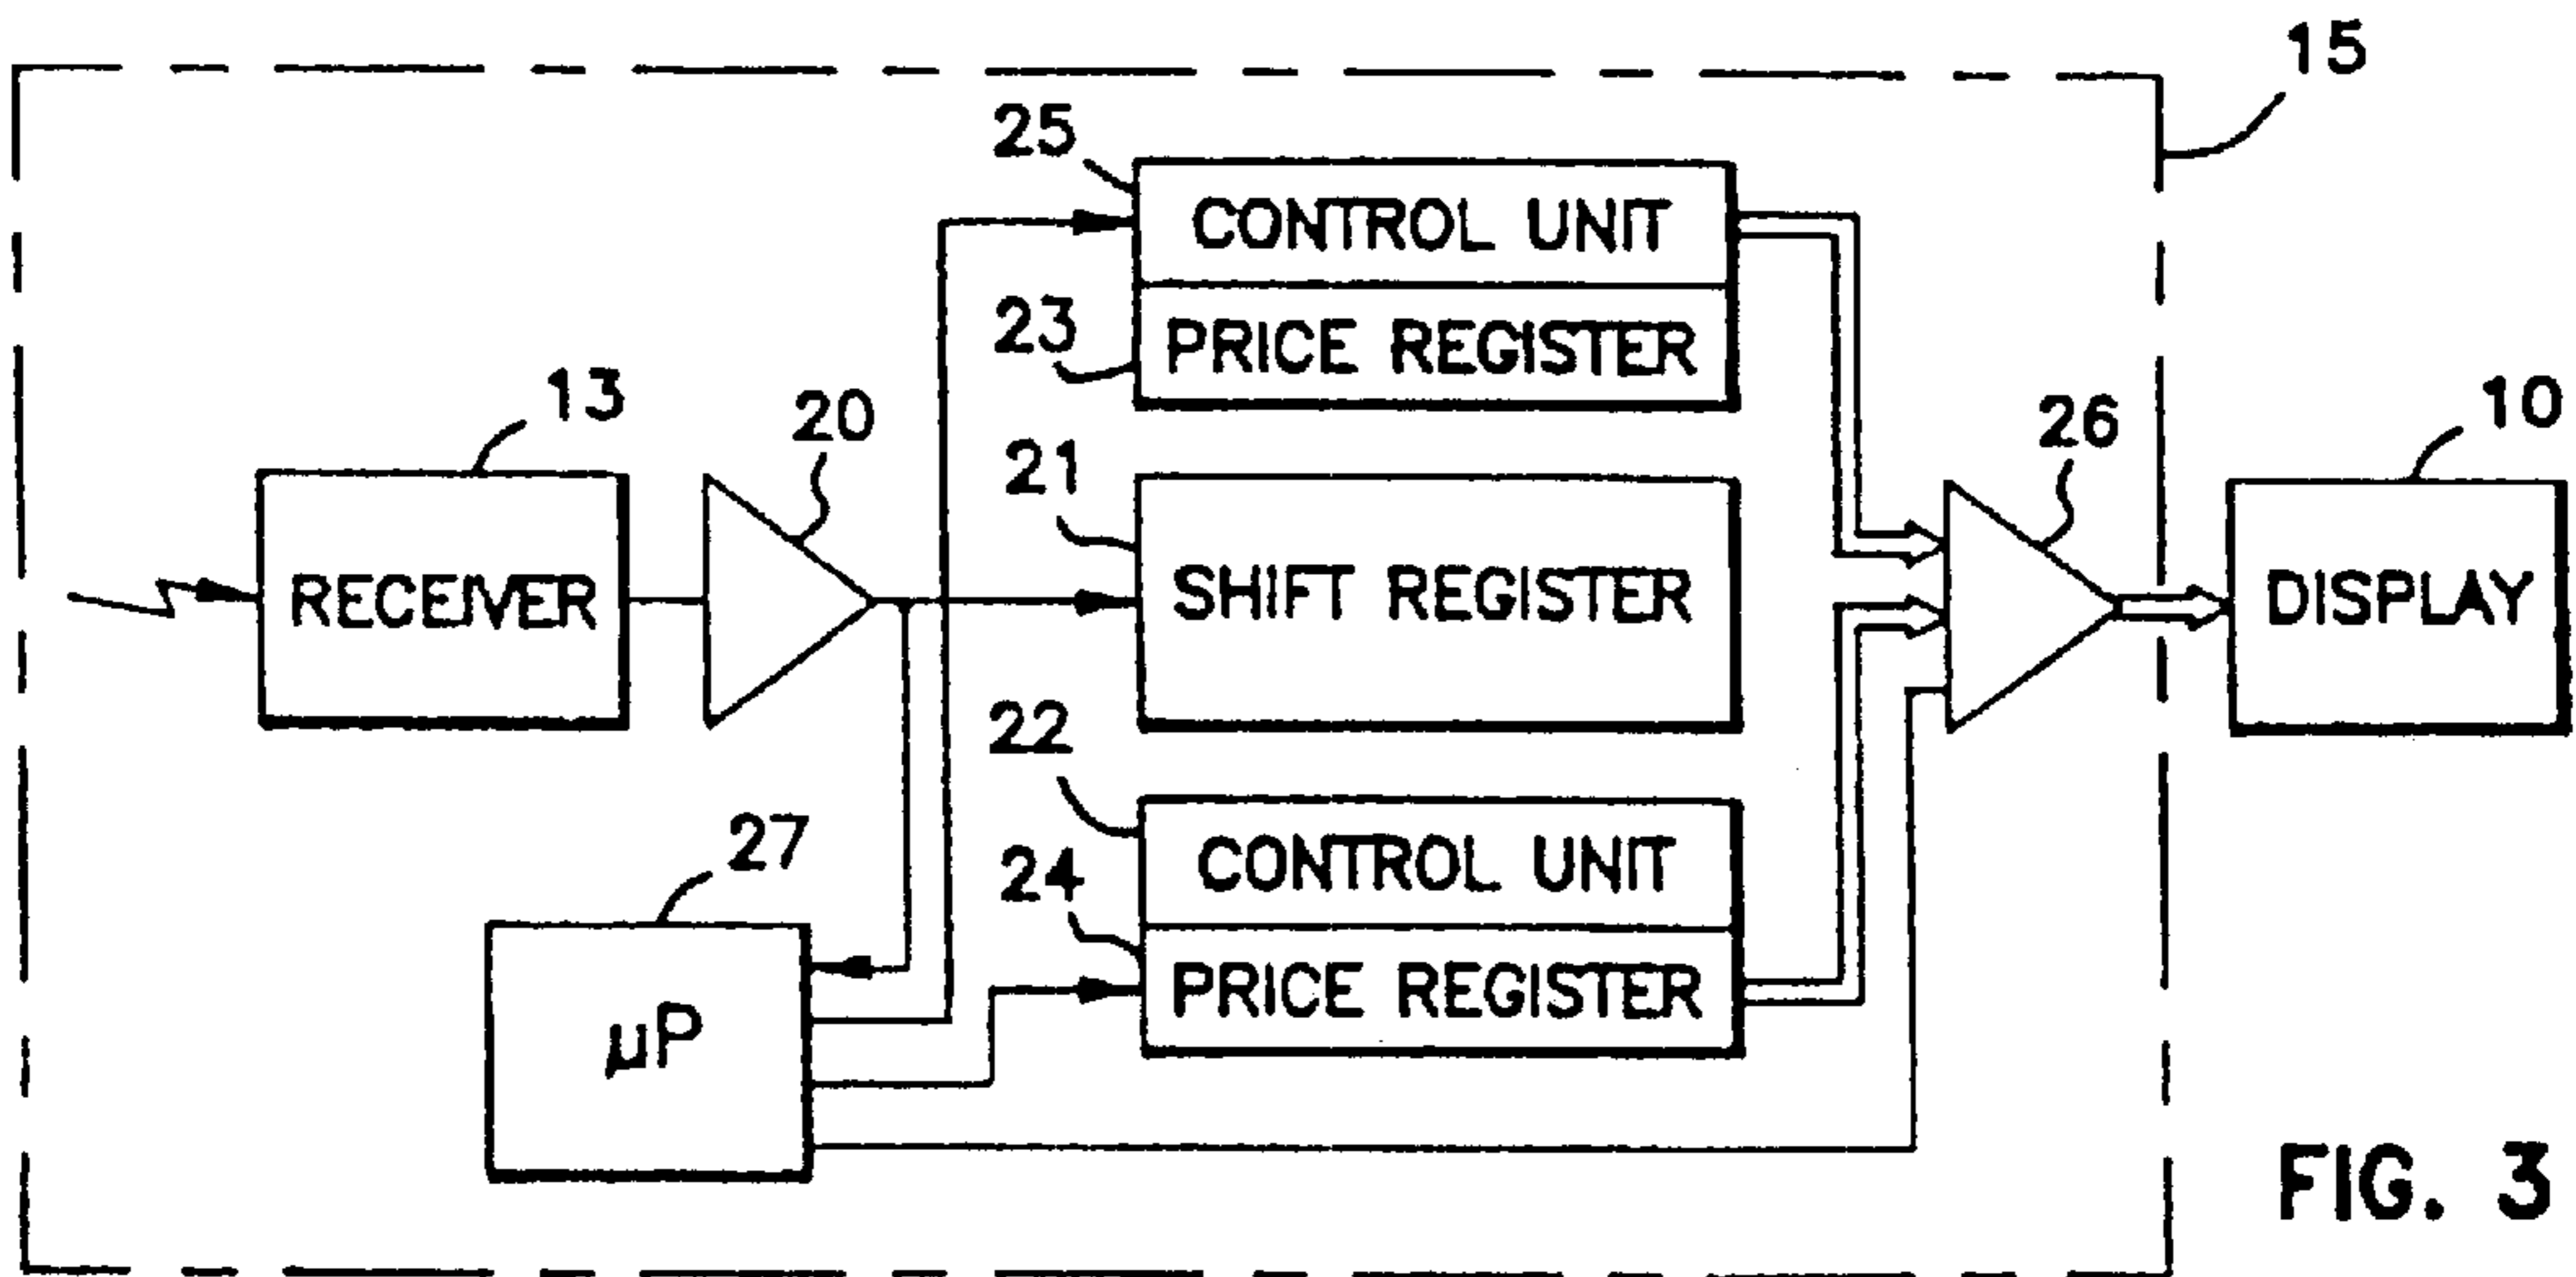 15
25
CONTROL UNIT
23
PRICE REGISTER
13
20
26
10
21
RECEIVER
SHIFT REGISTER
DISPLAY
22
27
CONTROL UNIT
24
PRICE REGISTER
µP
FIG. 3